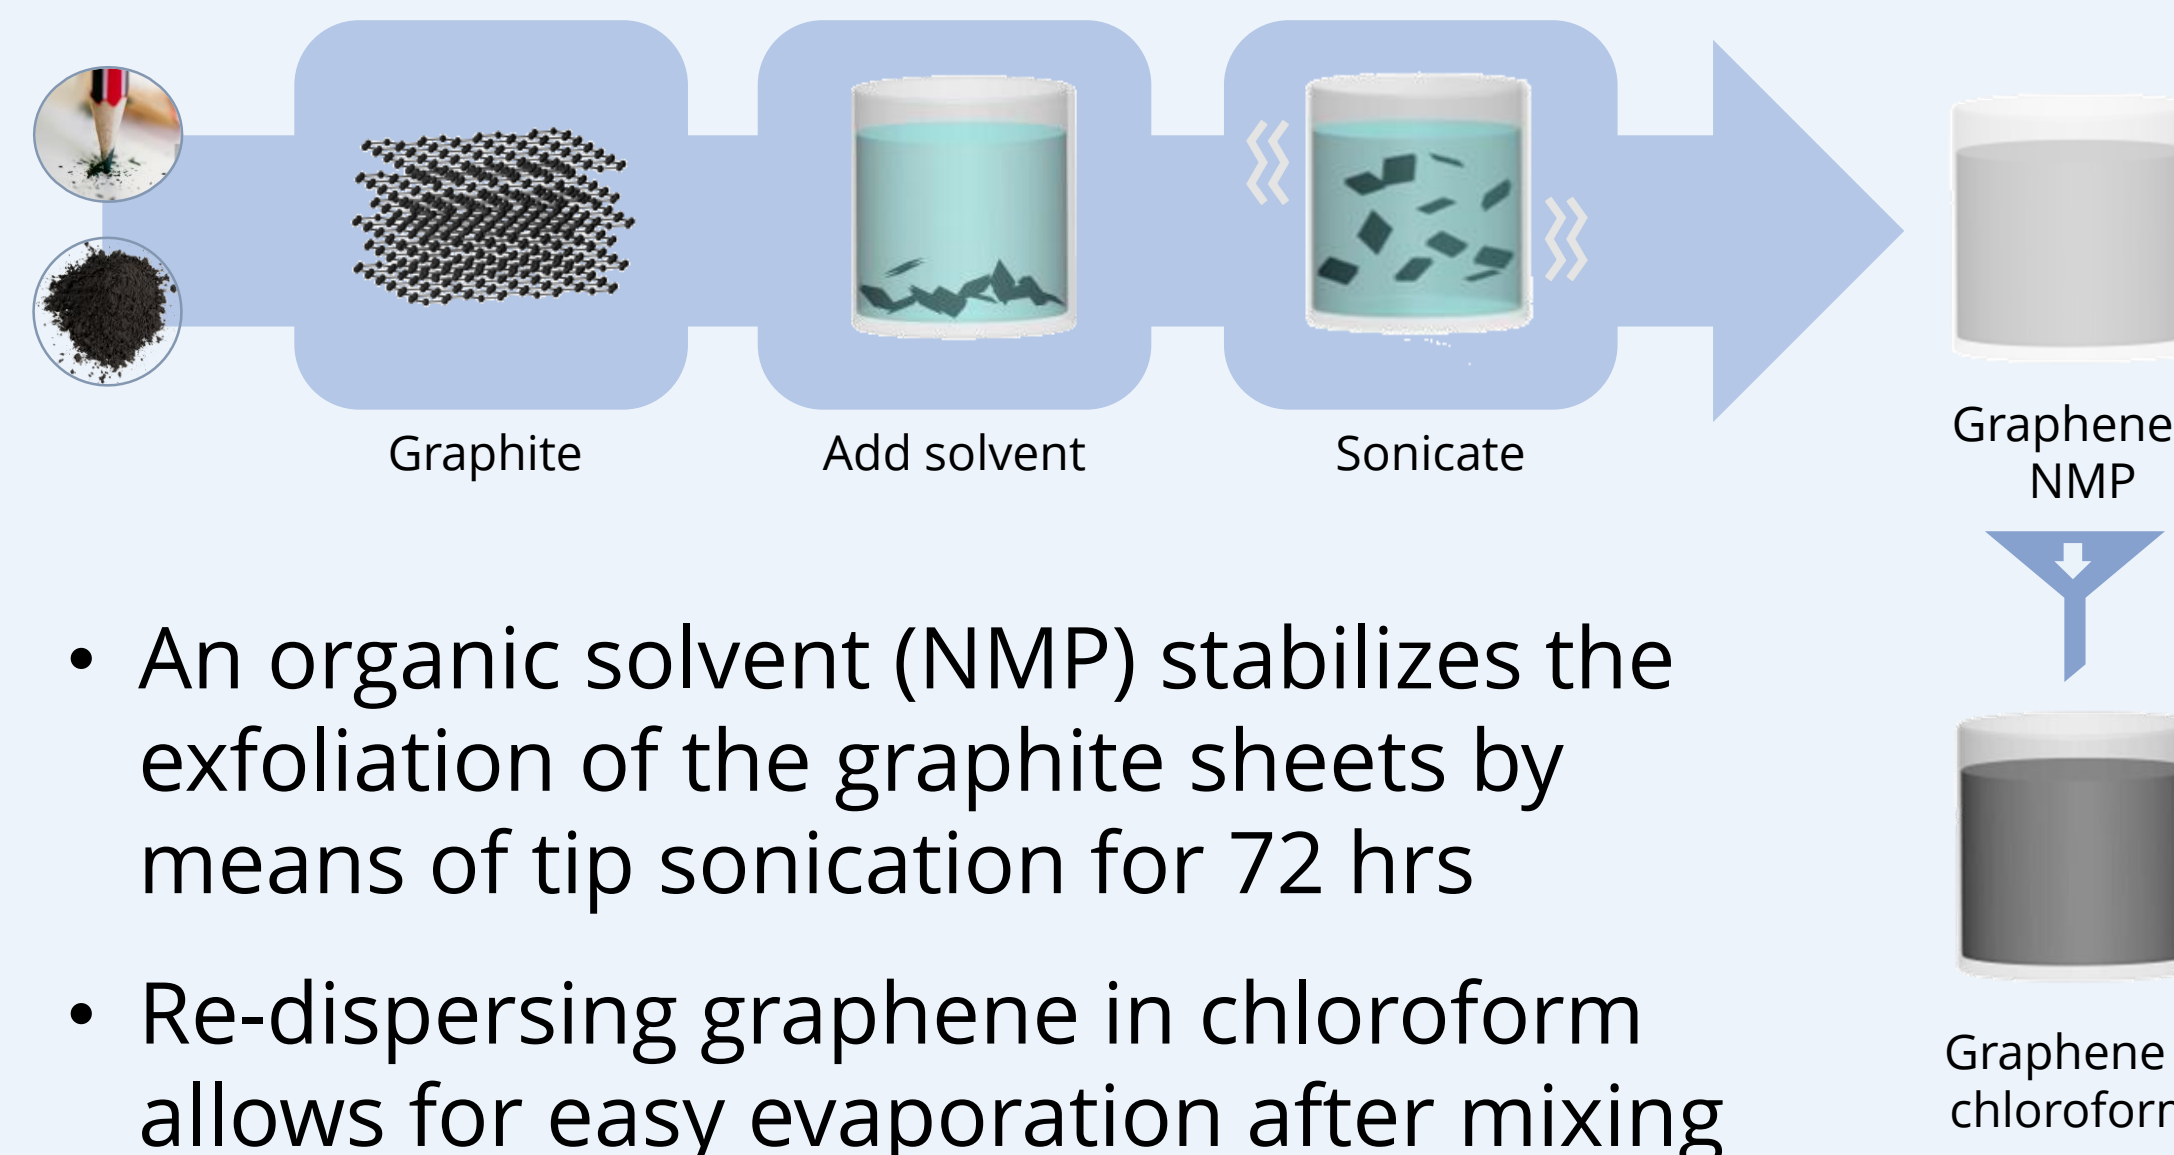 Graphite
Add solvent
Sonicate
Graphene
NMP
• An organic solvent (NMP) stabilizes the
exfoliation of the graphite sheets by
means of tip sonication for 72 hrs
• Re-dispersing graphene in chloroform
allows for easy evaporation after mixing
Graphene